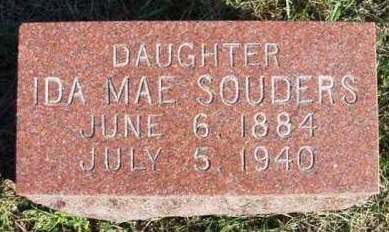 DAUGHTER
IDA MAE SOUDERS
JUNE 6, 1884
JULY 5, 1940